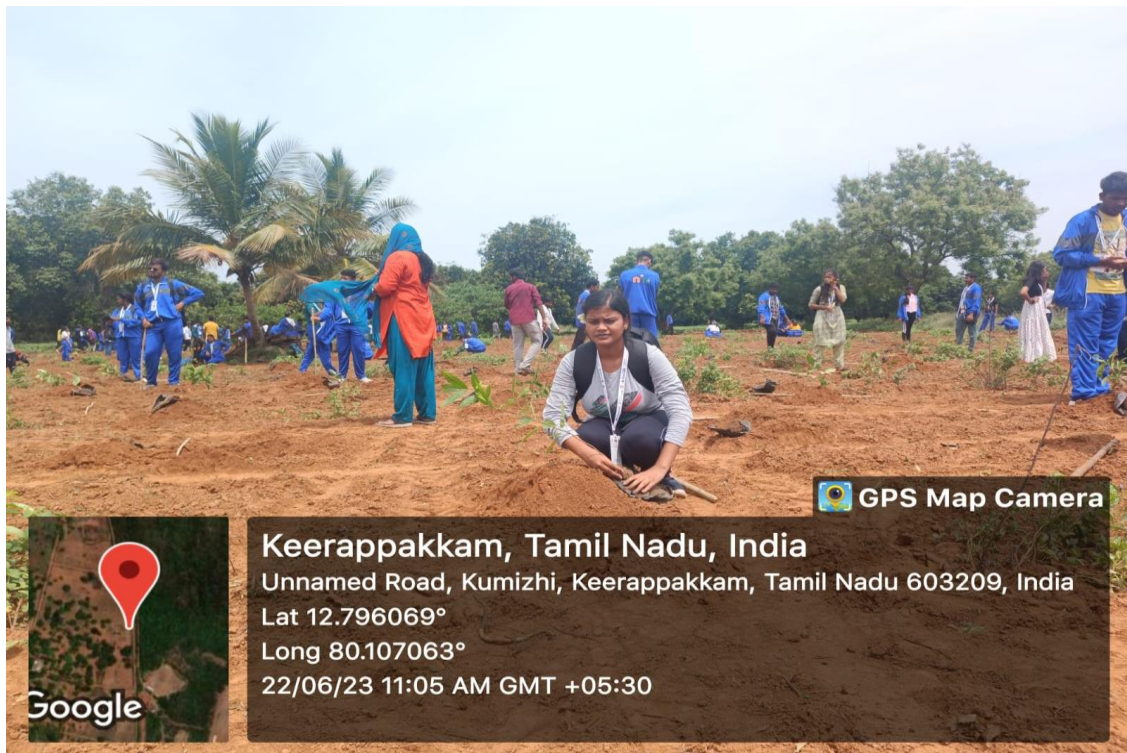 GPS Map Camera
Keerappakkam, Tamil Nadu, India
Unnamed Road, Kumizhi, Keerappakkam, Tamil Nadu 603209, India
Lat 12.796069°
Long 80.107063°
22/06/23 11:05 AM GMT +05:30
Google